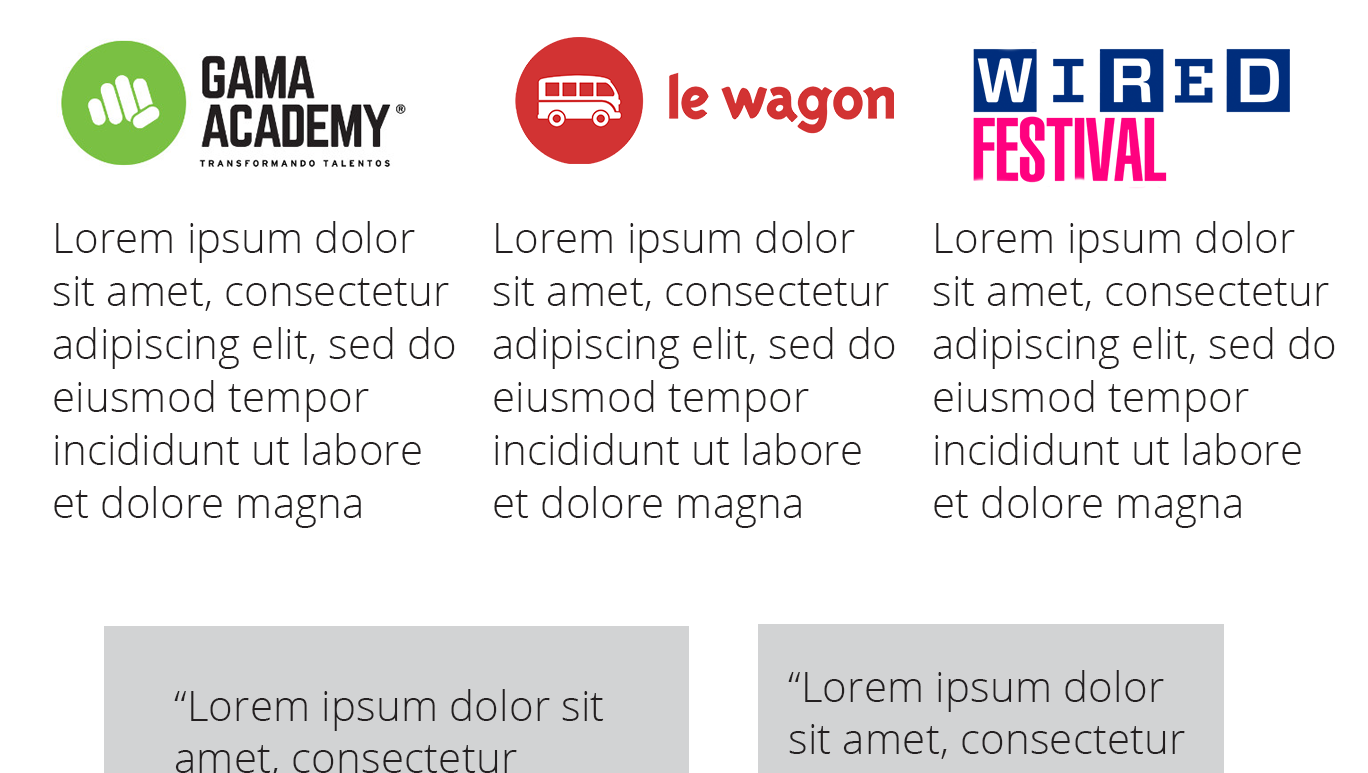 GAMA
ACADEMY®
TRANSFORMANDO TALENTOS
le wagon
WIRED
FESTIVAL
Lorem ipsum dolor
sit amet, consectetur
adipiscing elit, sed do
eiusmod tempor
incididunt ut labore
et dolore magna
Lorem ipsum dolor
sit amet, consectetur
adipiscing elit, sed do
eiusmod tempor
incididunt ut labore
et dolore magna
Lorem ipsum dolor
sit amet, consectetur
adipiscing elit, sed do
eiusmod tempor
incididunt ut labore
et dolore magna
“Lorem ipsum dolor sit
amet, consectetur
“Lorem ipsum dolor
sit amet, consectetur